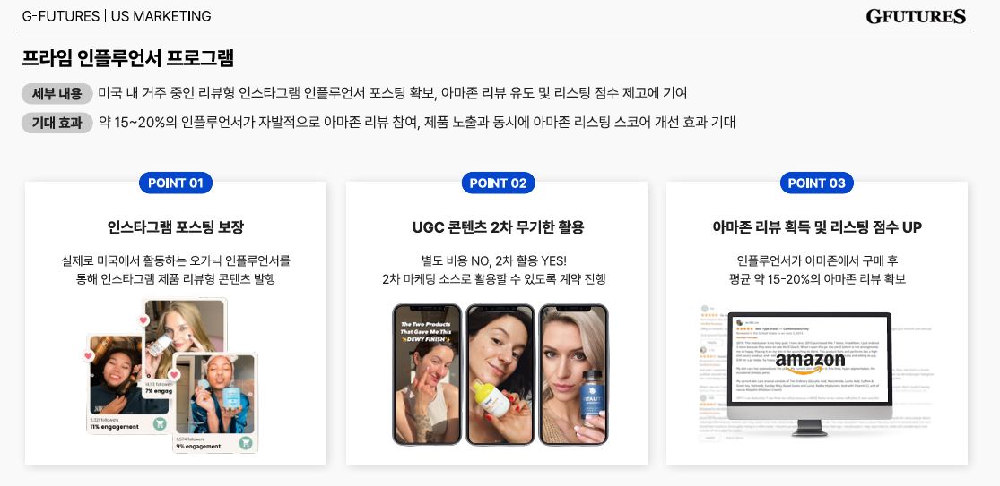 G-FUTURES | US MARKETING
GFUTURES
프라임 인플루언서 프로그램
세부 내용 미국 내 거주 중인 리뷰형 인스타그램 인플루언서 포스팅 확보, 아마존 리뷰 유도 및 리스팅 점수 제고에 기여
기대 효과 약 15~20%의 인플루언서가 자발적으로 아마존 리뷰 참여, 제품 노출과 동시에 아마존 리스팅 스코어 개선 효과 기대
POINT 01
인스타그램 포스팅 보장
실제로 미국에서 활동하는 오가닉 인플루언서를
통해 인스타그램 제품 리뷰형 콘텐츠 발행
7% engag
followers
11% engagement
followers
9% engagement
POINT 02
UGC 콘텐츠 2차 무기한 활용
별도 비용 NO, 2차 활용 YES!
2차 마케팅 소스로 활용할 수 있도록 계약 진행
The Two Products
That Gave Me This
DEWY FINISH
POINT 03
아마존 리뷰 획득 및 리스팅 점수 UP
인플루언서가 아마존에서 구매 후
평균 약 15-20%의 아마존 리뷰 확보
amazon